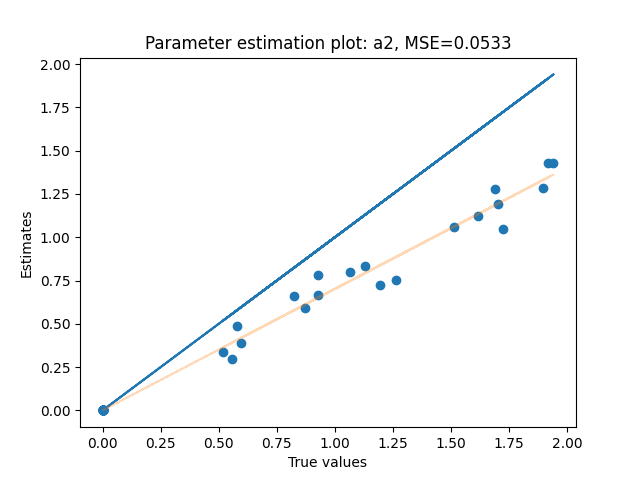 Parameter estimation plot: a2, MSE=0.0533
2.00
1.75
1.50
1.25
1.00
0.75
0.50
0.25
0.00
Estimates
0.00 0.25 0.50 0.75 1.00 1.25 1.50 1.75 2.00
True values